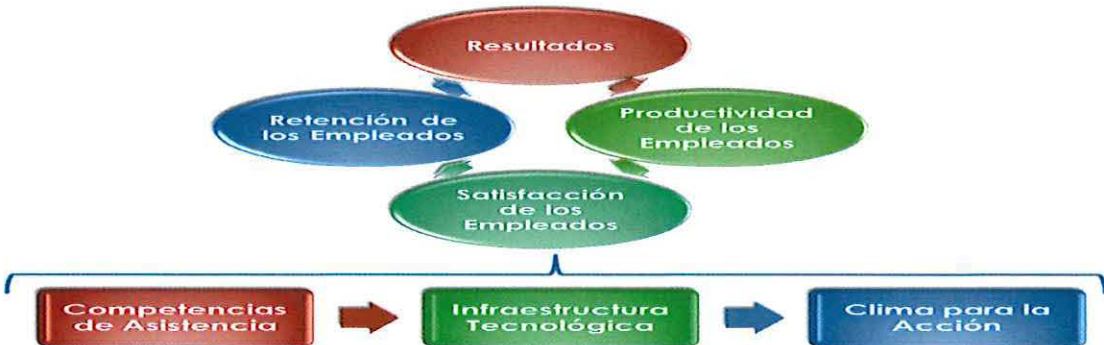 Resultados
Retención de
los Empleados
Productividad
de los
Empleados
Satisfacción
de los
Empleados
Competencias
de Asistencia
Infraestructura
Tecnológica
Clima para la
Acción